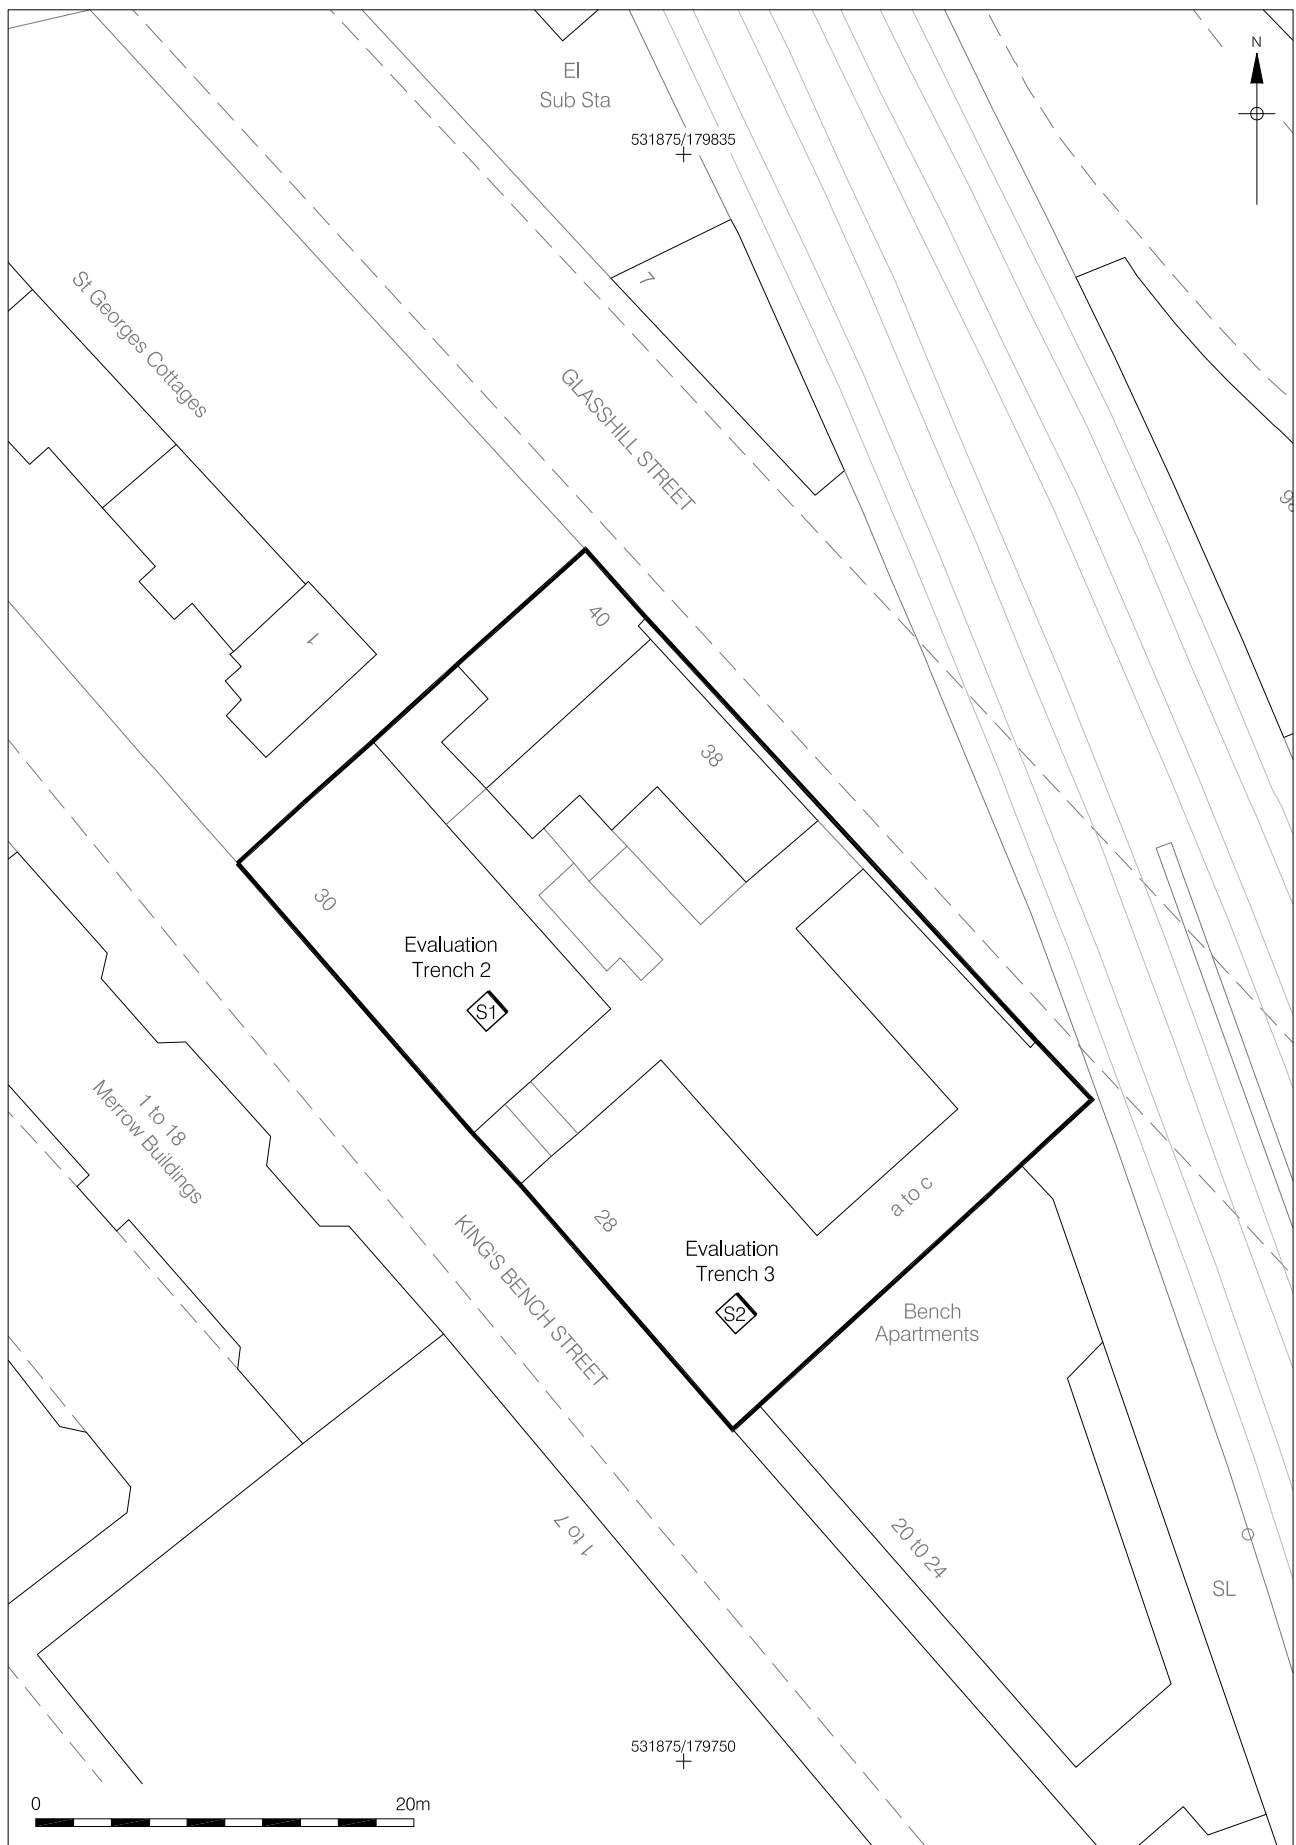 N
El
Sub Sta
531875/179835
7
St Georges Cottages
GLASSHILL STREET
1
40
38
30
Evaluation
Trench 2
S1
1 to 18
Merrow Buildings
KING'S BENCH STREET
28
a to c
Evaluation
Trench 3
S2
Bench
Apartments
1 to 7
20 to 24
SL
531875/179750
0
20m